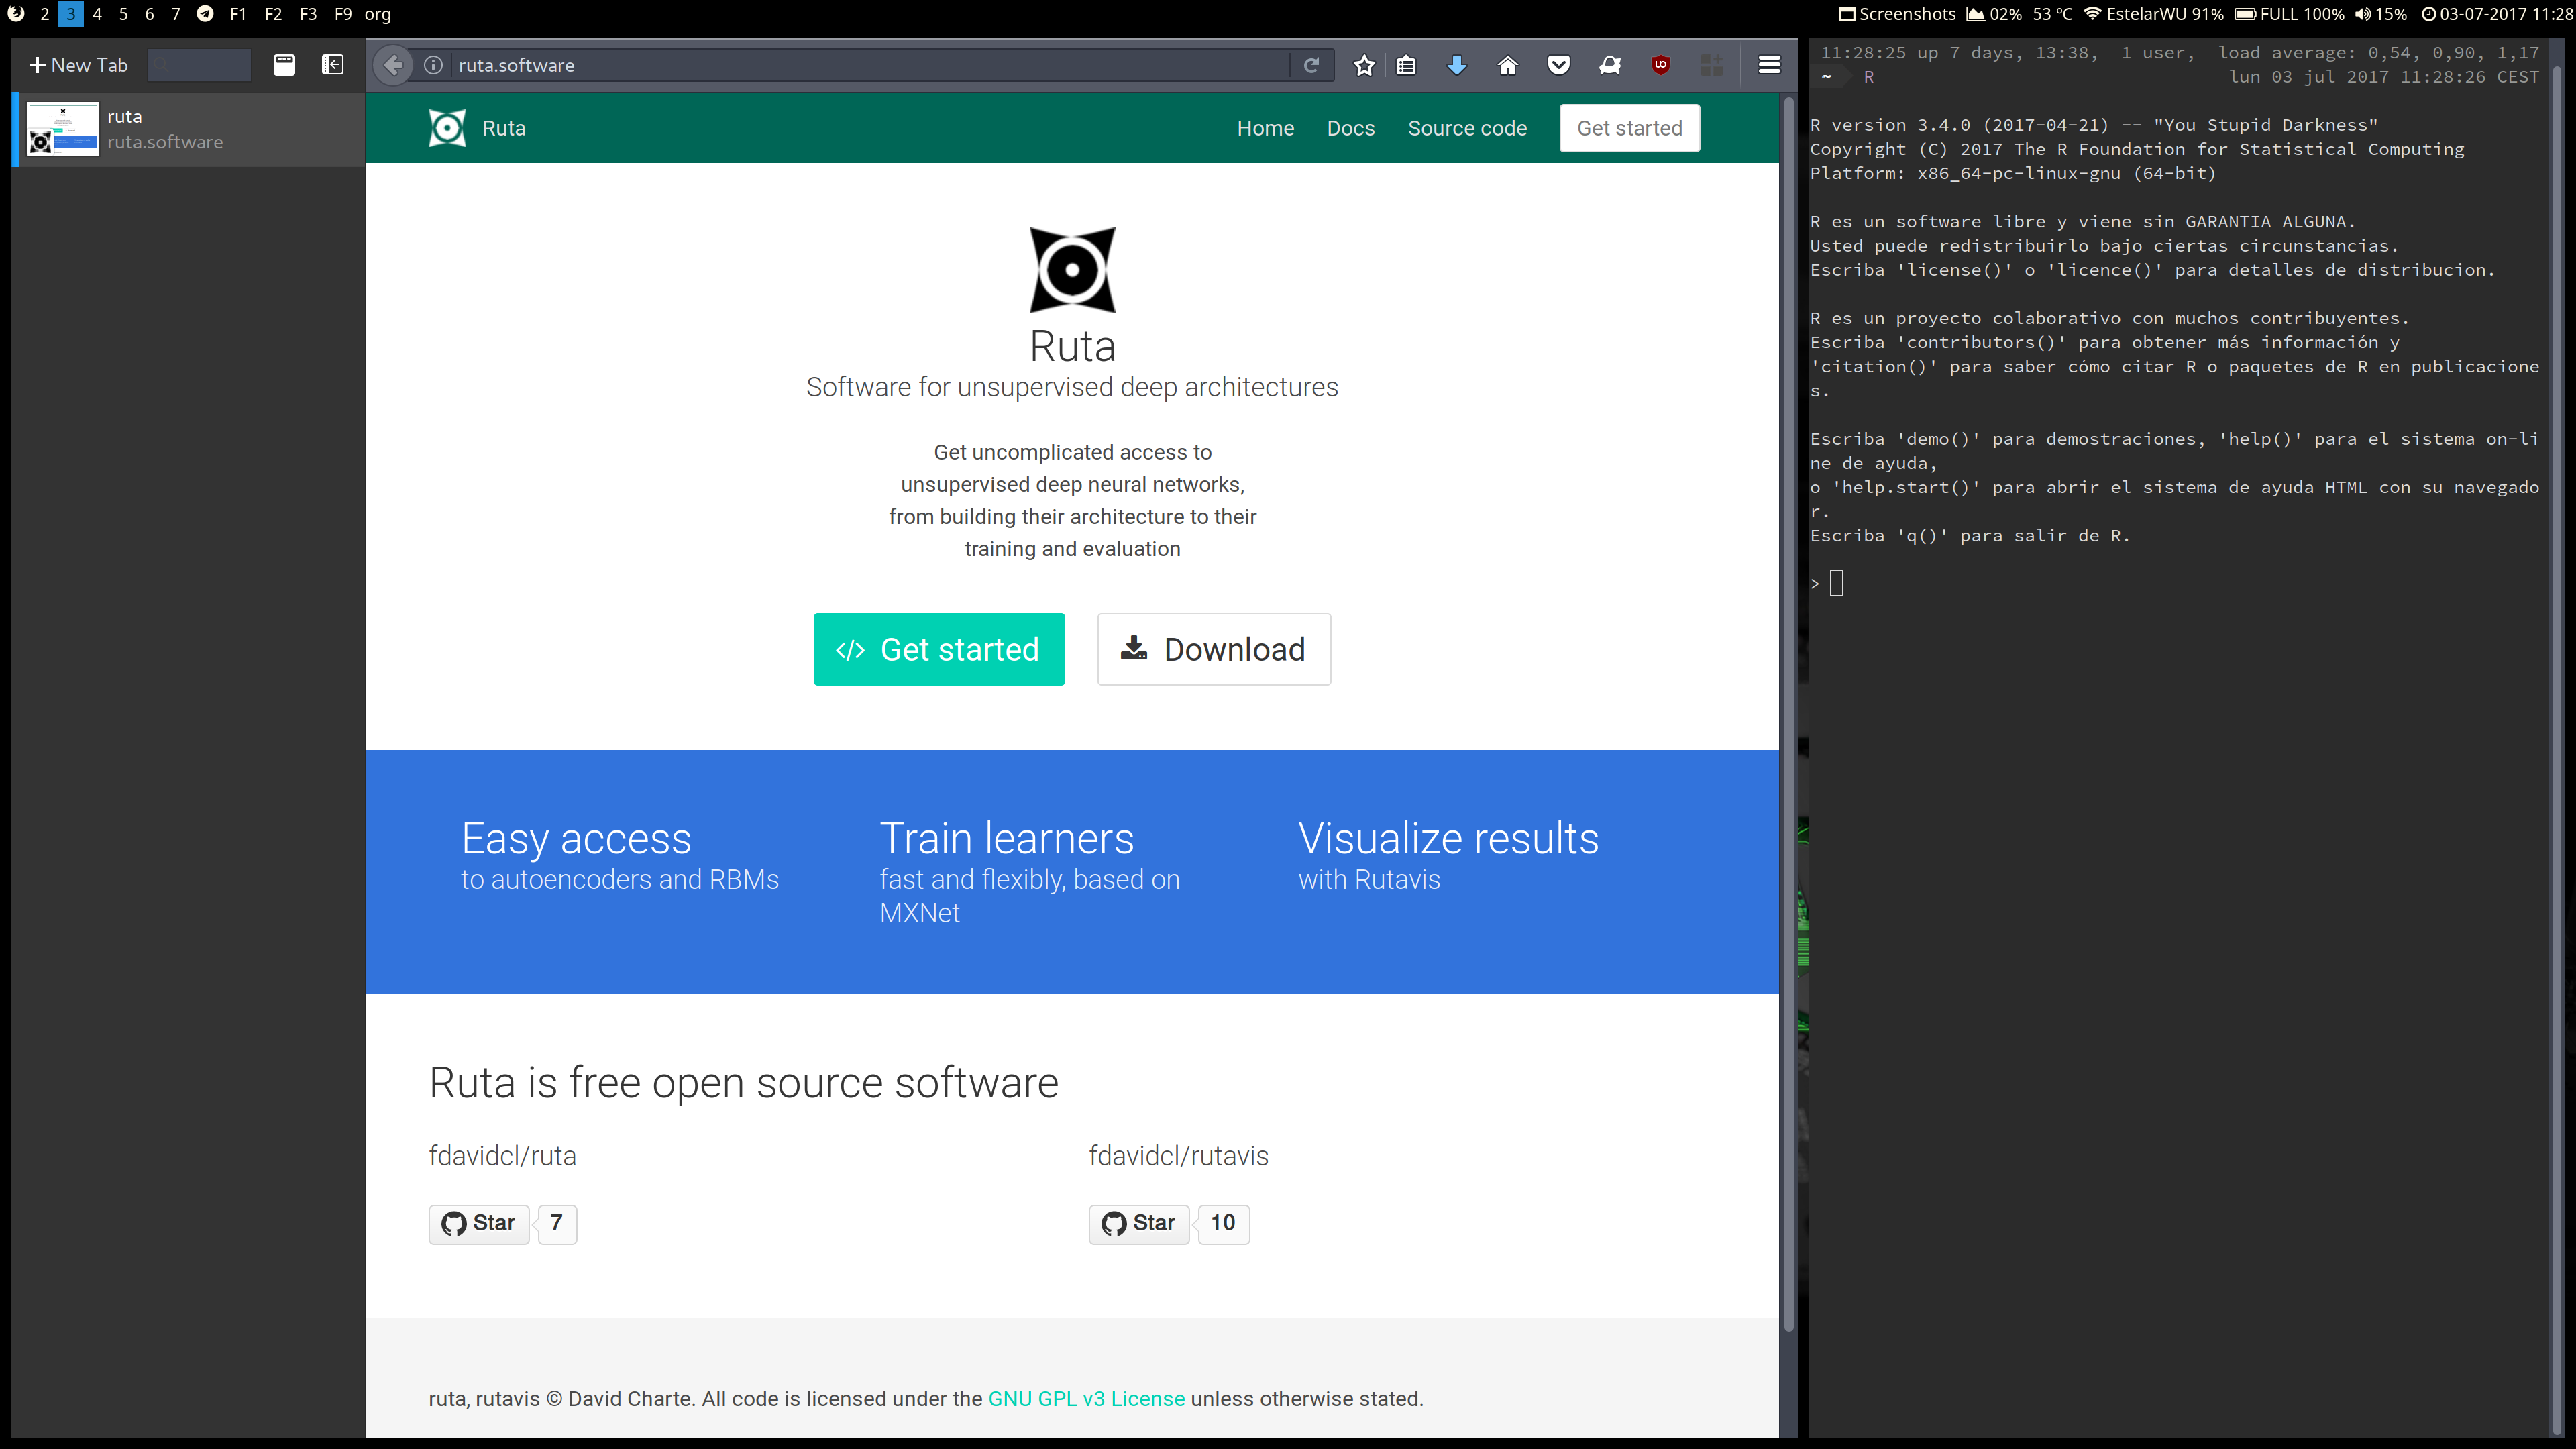 2 3 4 5 6 7 F1 F2 F3 F9 org
Screenshots 02% 53 ºC EstelarWU 91% FULL 100% 15% 03-07-2017 11:28
New Tab
ruta
ruta.software
ruta.software
Ruta
Home Docs Source code Get started
Ruta
Software for unsupervised deep architectures
Get uncomplicated access to
unsupervised deep neural networks,
from building their architecture to their
training and evaluation
</> Get started
Download
Easy access
to autoencoders and RBMs
Train learners
fast and flexibly, based on
MXNet
Visualize results
with Rutavis
Ruta is free open source software
fdavidcl/ruta
Star 7
fdavidcl/rutavis
Star 10
ruta, rutavis © David Charte. All code is licensed under the GNU GPL v3 License unless otherwise stated.
11:28:25 up 7 days, 13:38, 1 user, load average: 0,54, 0,90, 1,17
~ R lun 03 jul 2017 11:28:26 CEST
R version 3.4.0 (2017-04-21) -- "You Stupid Darkness"
Copyright (C) 2017 The R Foundation for Statistical Computing
Platform: x86_64-pc-linux-gnu (64-bit)
R es un software libre y viene sin GARANTIA ALGUNA.
Usted puede redistribuirlo bajo ciertas circunstancias.
Escriba 'license()' o 'licence()' para detalles de distribucion.
R es un proyecto colaborativo con muchos contribuyentes.
Escriba 'contributors()' para obtener más información y
'citation()' para saber cómo citar R o paquetes de R en publicacione
s.
Escriba 'demo()' para demostraciones, 'help()' para el sistema on-li
ne de ayuda,
o 'help.start()' para abrir el sistema de ayuda HTML con su navegado
r.
Escriba 'q()' para salir de R.
>